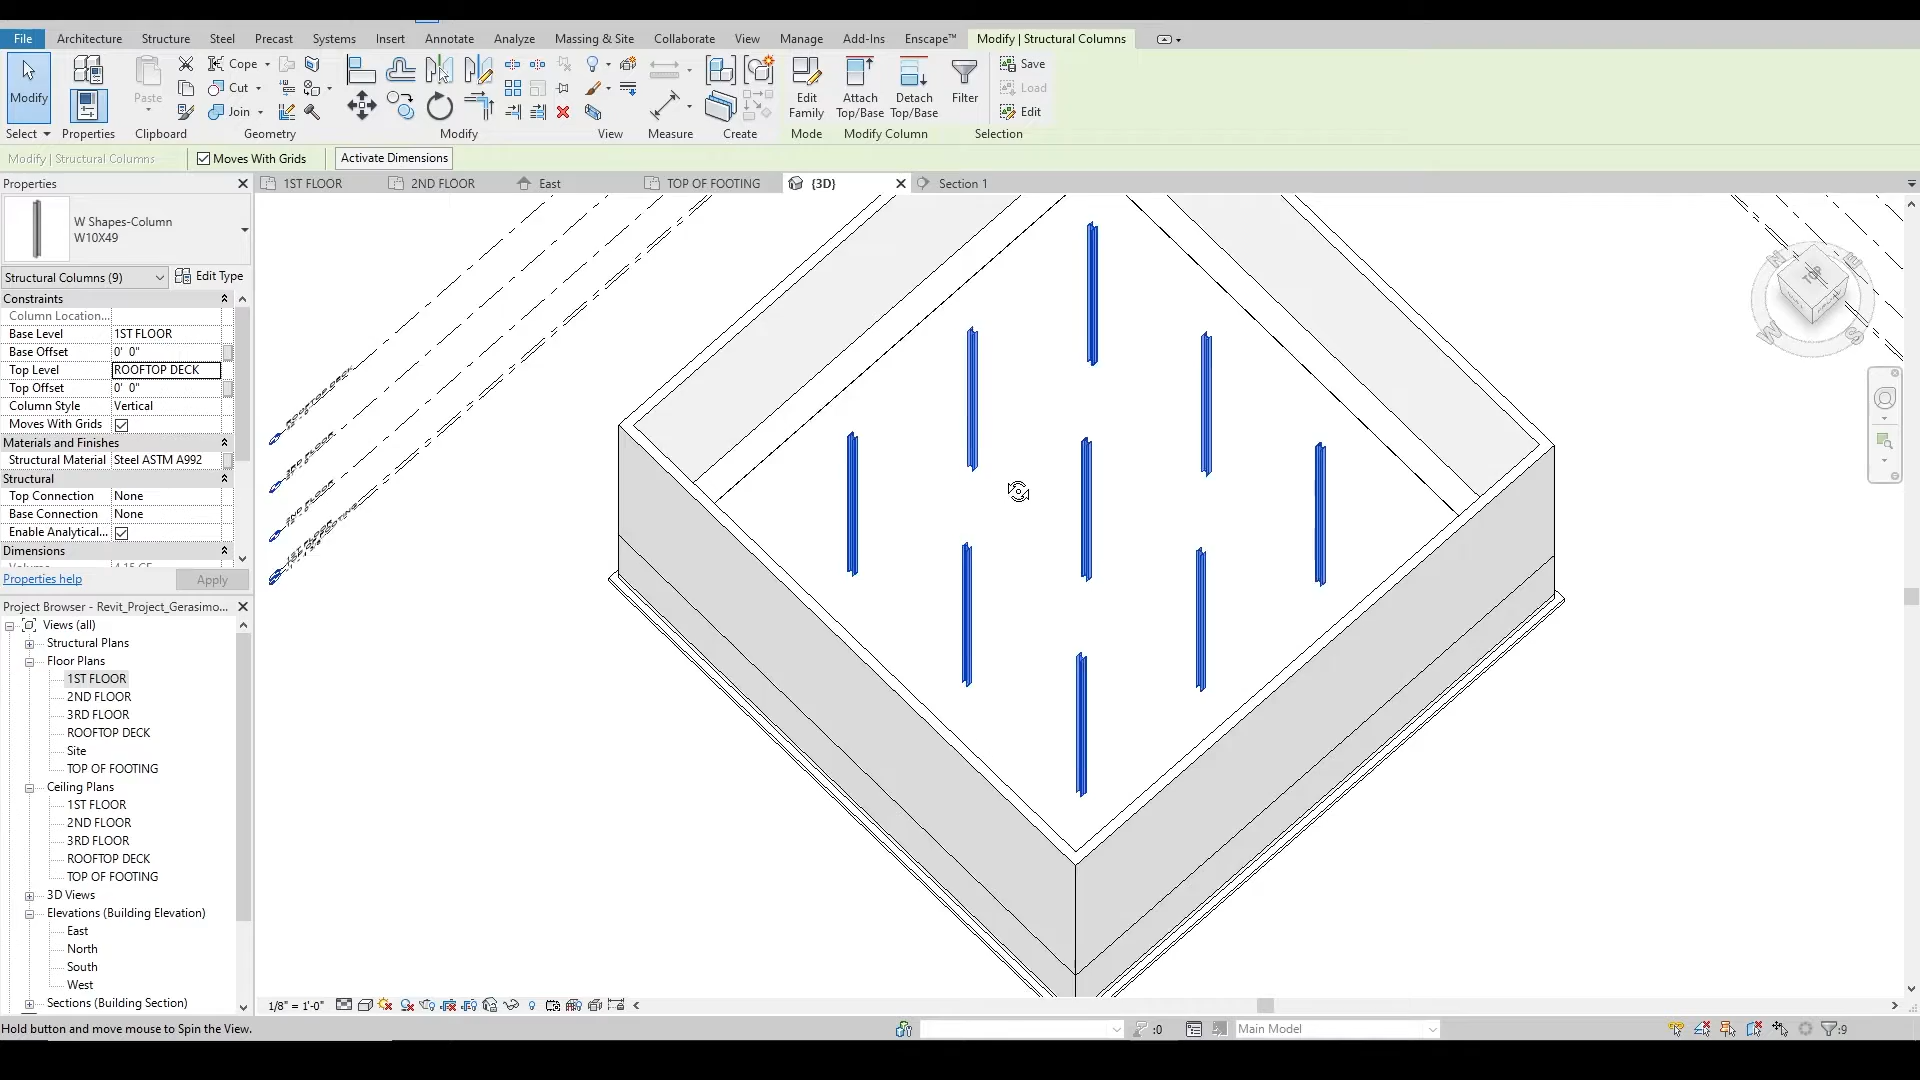 File Architecture Structure Steel Precast Systems Insert Annotate Analyze Massing & Site Collaborate View Manage Add-Ins Enscape™ Modify | Structural Columns
Modify
Paste
Cope
Cut
Join
Edit Family
Attach Top/Base
Detach Top/Base
Filter
Save
Load
Edit
Select Properties Clipboard Geometry Modify View Measure Create Mode Modify Column Selection
Modify | Structural Columns Moves With Grids Activate Dimensions
Properties
1ST FLOOR 2ND FLOOR East TOP OF FOOTING {3D} Section 1
W Shapes-Column
W10X49
Structural Columns (9) Edit Type
Constraints
Column Location...
Base Level 1ST FLOOR
Base Offset 0' 0"
Top Level ROOFTOP DECK
Top Offset 0' 0"
Column Style Vertical
Moves With Grids
Materials and Finishes
Structural Material Steel ASTM A992
Structural
Top Connection None
Base Connection None
Enable Analytical...
Dimensions
Properties help Apply
Project Browser - Revit_Project_Gerasimo...
Views (all)
Structural Plans
Floor Plans
1ST FLOOR
2ND FLOOR
3RD FLOOR
ROOFTOP DECK
Site
TOP OF FOOTING
Ceiling Plans
1ST FLOOR
2ND FLOOR
3RD FLOOR
ROOFTOP DECK
TOP OF FOOTING
3D Views
Elevations (Building Elevation)
East
North
South
West
Sections (Building Section)
TOP
N
E
W
S
1/8" = 1'-0"
Hold button and move mouse to Spin the View.
:0
Main Model
:9